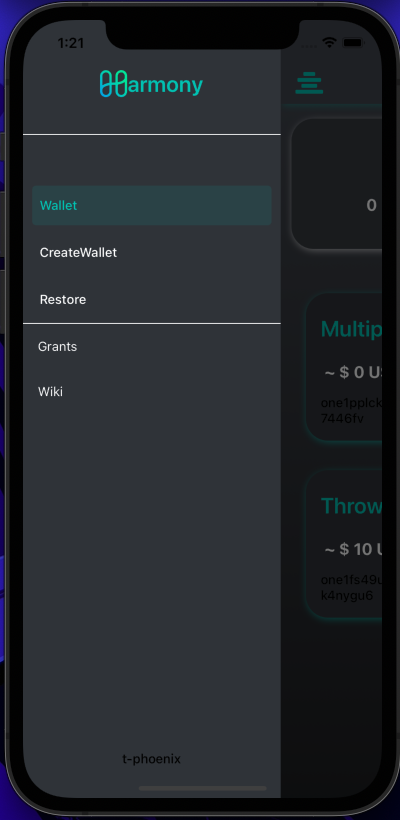 1:21
Harmony
Wallet
0
CreateWallet
Restore
Multip
Grants
~ $ 0 U
Wiki
one1pplck
7446fv
Throw
~ $ 10 U
one1fs49u
k4nygu6
t-phoenix